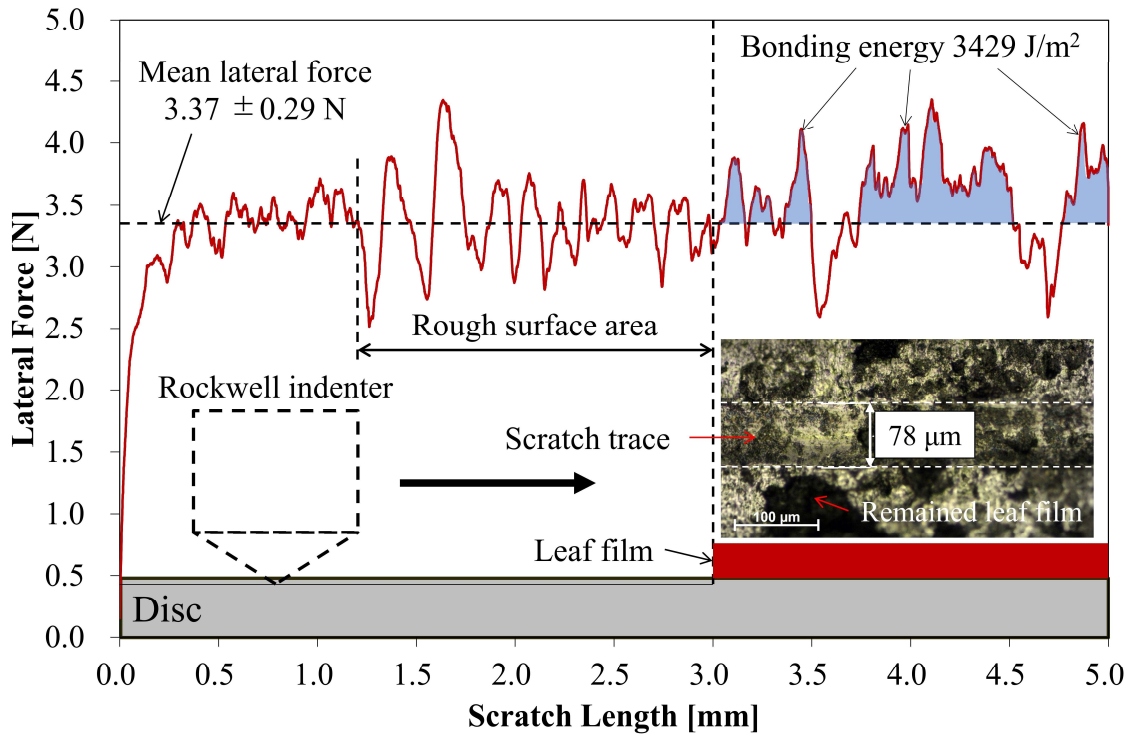 5.0
4.5
4.0
3.5
3.0
2.5
2.0
1.5
1.0
0.5
0.0
Lateral Force [N]
Mean lateral force
3.37 ±0.29 N
Bonding energy 3429 J/m²
Rough surface area
Rockwell indenter
Scratch trace
78 μm
Remained leaf film
100 μm
Leaf film
Disc
0.0 0.5 1.0 1.5 2.0 2.5 3.0 3.5 4.0 4.5 5.0
Scratch Length [mm]